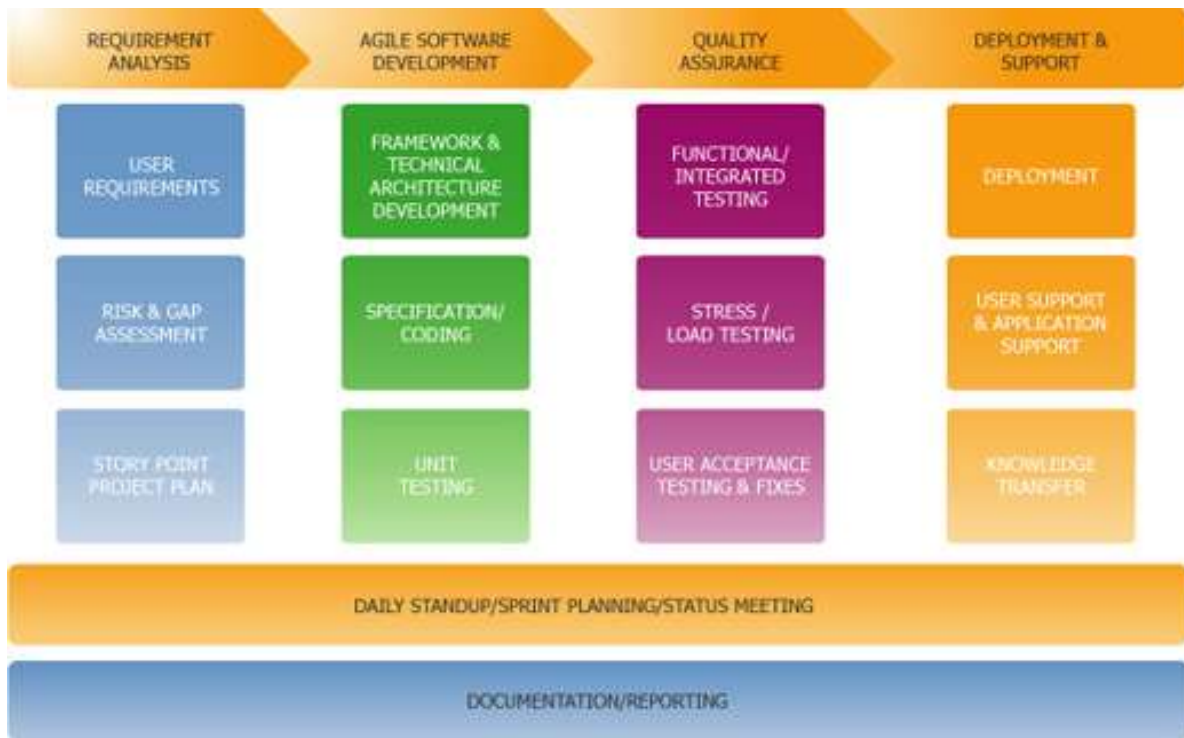 REQUIREMENT
ANALYSIS
AGILE SOFTWARE
DEVELOPMENT
QUALITY
ASSURANCE
DEPLOYMENT &
SUPPORT
USER
REQUIREMENTS
FRAMEWORK &
TECHNICAL
ARCHITECTURE
DEVELOPMENT
FUNCTIONAL/
INTEGRATED
TESTING
DEPLOYMENT
RISK & GAP
ASSESSMENT
SPECIFICATION/
CODING
STRESS /
LOAD TESTING
USER SUPPORT
& APPLICATION
SUPPORT
STORY POINT
PROJECT PLAN
UNIT
TESTING
USER ACCEPTANCE
TESTING & FIXES
KNOWLEDGE
TRANSFER
DAILY STANDUP/SPRINT PLANNING/STATUS MEETING
DOCUMENTATION/REPORTING